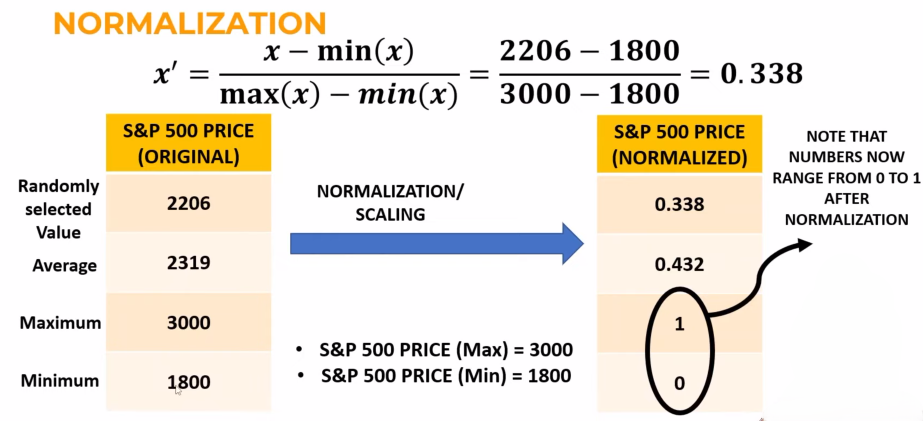 NORMALIZATION
x′ = x − min(x) / max(x) − min(x) = 2206 − 1800 / 3000 − 1800 = 0.338
S&P 500 PRICE
(ORIGINAL)
S&P 500 PRICE
(NORMALIZED)
NOTE THAT
NUMBERS NOW
RANGE FROM 0 TO 1
AFTER
NORMALIZATION
Randomly
selected
Value
2206
NORMALIZATION/
SCALING
0.338
Average
2319
0.432
Maximum
3000
1
• S&P 500 PRICE (Max) = 3000
• S&P 500 PRICE (Min) = 1800
Minimum
1800
0